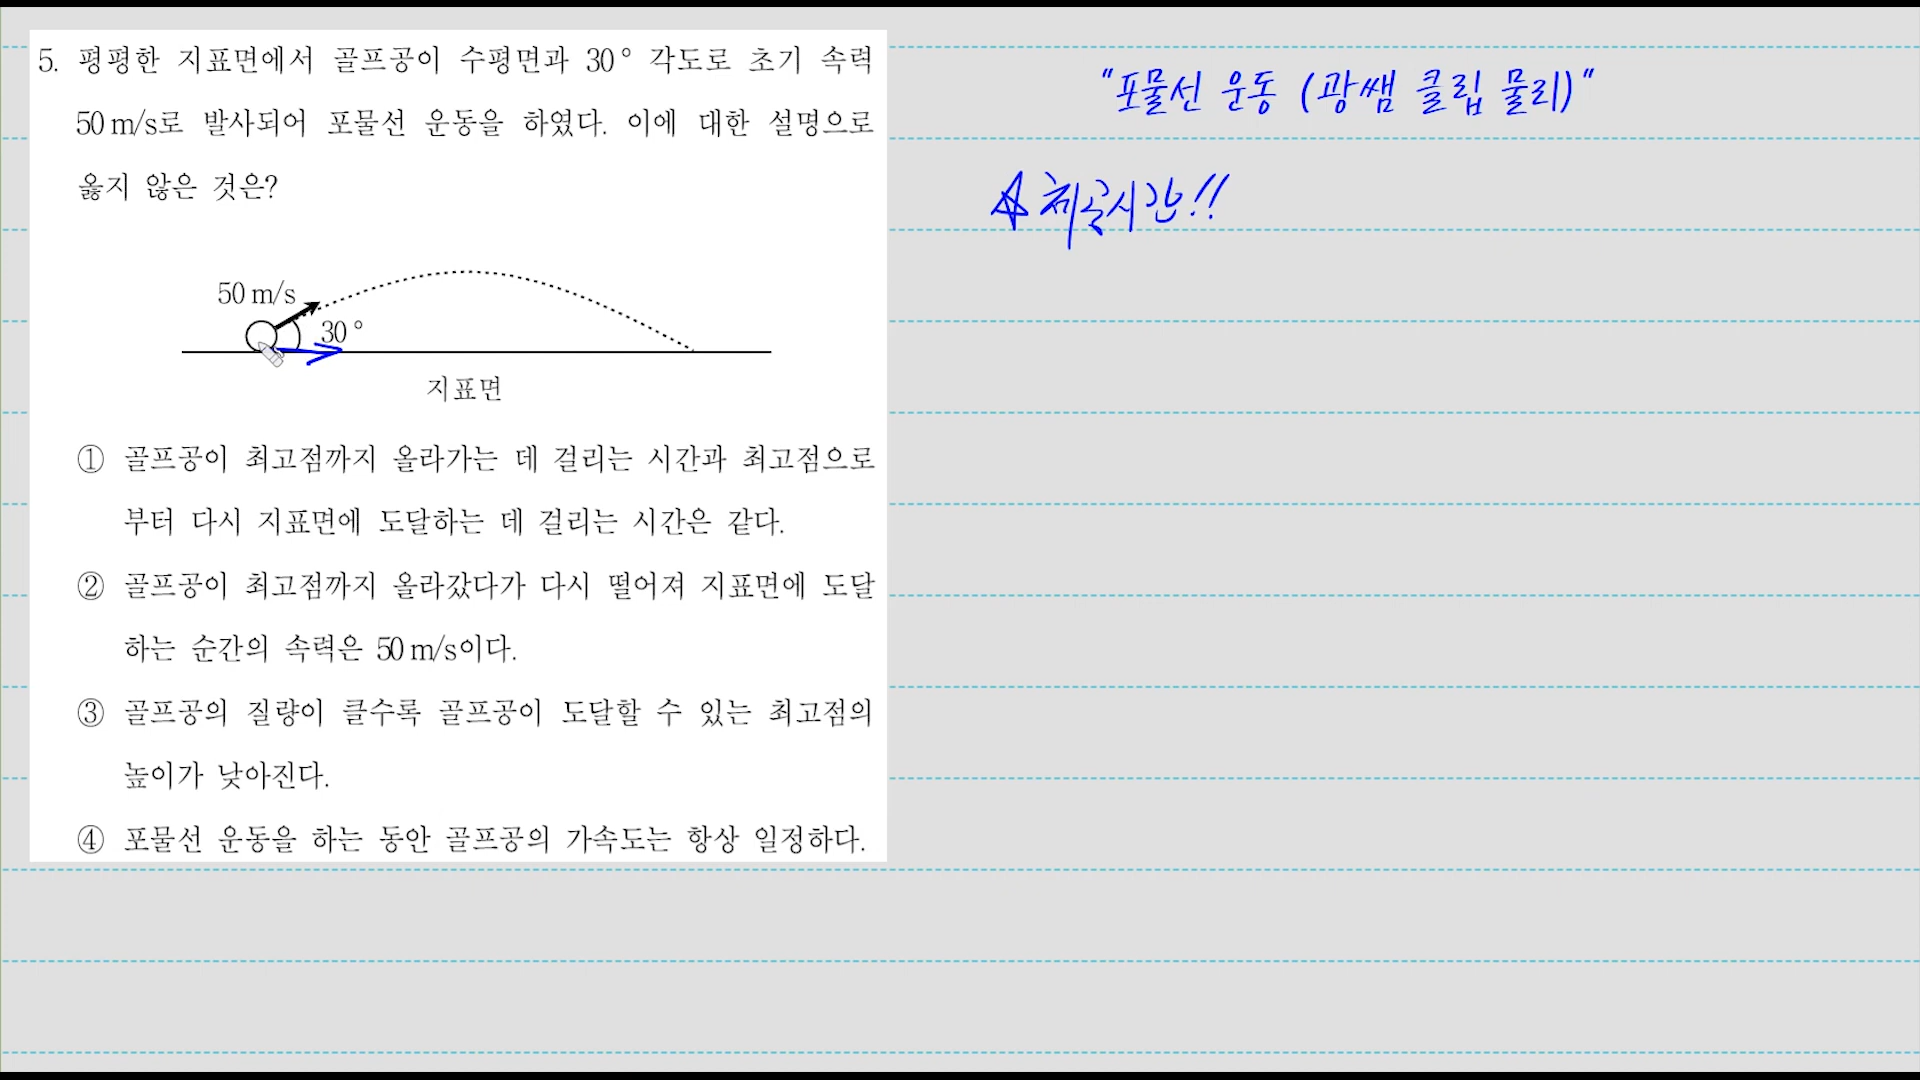 5. 평평한 지표면에서 골프공이 수평면과 30° 각도로 초기 속력
50 m/s로 발사되어 포물선 운동을 하였다. 이에 대한 설명으로
옳지 않은 것은?
50 m/s
30°
지표면
① 골프공이 최고점까지 올라가는 데 걸리는 시간과 최고점으로
부터 다시 지표면에 도달하는 데 걸리는 시간은 같다.
② 골프공이 최고점까지 올라갔다가 다시 떨어져 지표면에 도달
하는 순간의 속력은 50 m/s이다.
③ 골프공의 질량이 클수록 골프공이 도달할 수 있는 최고점의
높이가 낮아진다.
④ 포물선 운동을 하는 동안 골프공의 가속도는 항상 일정하다.
"포물선 운동 (광쌤 클립 물리)"
☆ 체공시간!!